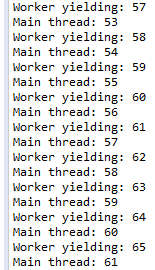 Worker yielding: 57
Main thread: 53
Worker yielding: 58
Main thread: 54
Worker yielding: 59
Main thread: 55
Worker yielding: 60
Main thread: 56
Worker yielding: 61
Main thread: 57
Worker yielding: 62
Main thread: 58
Worker yielding: 63
Main thread: 59
Worker yielding: 64
Main thread: 60
Worker yielding: 65
Main thread: 61